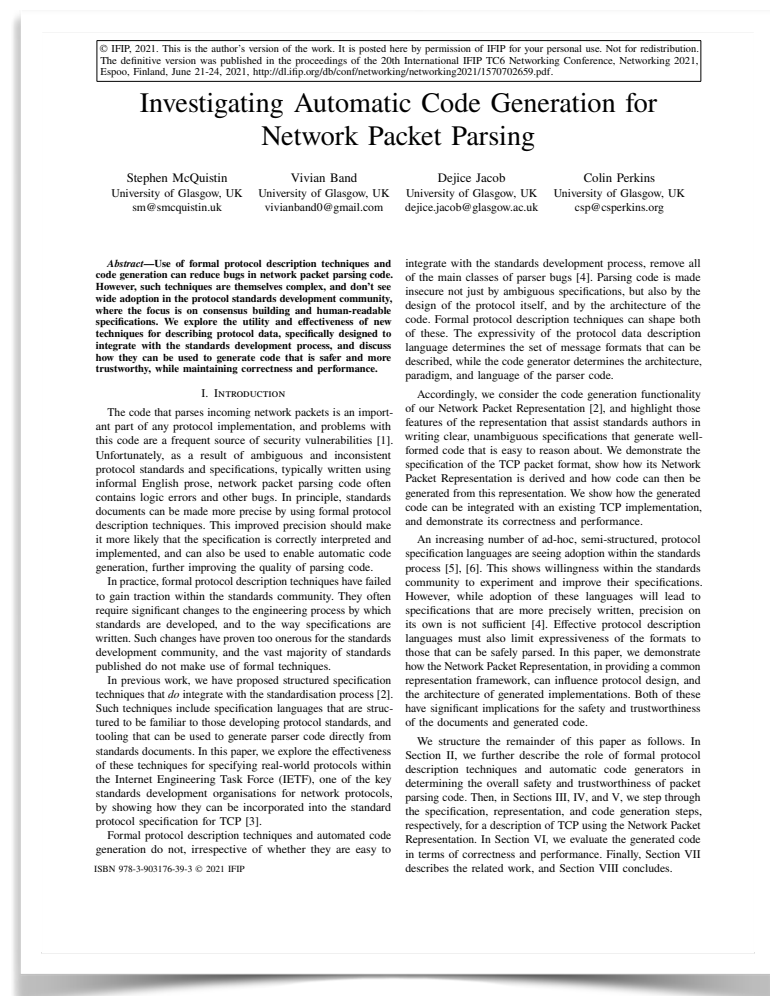 © IFIP, 2021. This is the author's version of the work. It is posted here by permission of IFIP for your personal use. Not for redistribution.
The definitive version was published in the proceedings of the 20th International IFIP TC6 Networking Conference, Networking 2021,
Espoo, Finland, June 21-24, 2021, http://dl.ifip.org/db/conf/networking/networking2021/1570702659.pdf.
Investigating Automatic Code Generation for
Network Packet Parsing
Stephen McQuistin
University of Glasgow, UK
sm@smcquistin.uk
Vivian Band
University of Glasgow, UK
vivianband0@gmail.com
Dejice Jacob
University of Glasgow, UK
dejice.jacob@glasgow.ac.uk
Colin Perkins
University of Glasgow, UK
csp@csperkins.org
Abstract—Use of formal protocol description techniques and
code generation can reduce bugs in network packet parsing code.
However, such techniques are themselves complex, and don't see
wide adoption in the protocol standards development community,
where the focus is on consensus building and human-readable
specifications. We explore the utility and effectiveness of new
techniques for describing protocol data, specifically designed to
integrate with the standards development process, and discuss
how they can be used to generate code that is safer and more
trustworthy, while maintaining correctness and performance.
I. Introduction
The code that parses incoming network packets is an import-
ant part of any protocol implementation, and problems with
this code are a frequent source of security vulnerabilities [1].
Unfortunately, as a result of ambiguous and inconsistent
protocol standards and specifications, typically written using
informal English prose, network packet parsing code often
contains logic errors and other bugs. In principle, standards
documents can be made more precise by using formal protocol
description techniques. This improved precision should make
it more likely that the specification is correctly interpreted and
implemented, and can also be used to enable automatic code
generation, further improving the quality of parsing code.
In practice, formal protocol description techniques have failed
to gain traction within the standards community. They often
require significant changes to the engineering process by which
standards are developed, and to the way specifications are
written. Such changes have proven too onerous for the standards
development community, and the vast majority of standards
published do not make use of formal techniques.
In previous work, we have proposed structured specification
techniques that do integrate with the standardisation process [2].
Such techniques include specification languages that are struc-
tured to be familiar to those developing protocol standards, and
tooling that can be used to generate parser code directly from
standards documents. In this paper, we explore the effectiveness
of these techniques for specifying real-world protocols within
the Internet Engineering Task Force (IETF), one of the key
standards development organisations for network protocols,
by showing how they can be incorporated into the standard
protocol specification for TCP [3].
Formal protocol description techniques and automated code
generation do not, irrespective of whether they are easy to
ISBN 978-3-903176-39-3 © 2021 IFIP
integrate with the standards development process, remove all
of the main classes of parser bugs [4]. Parsing code is made
insecure not just by ambiguous specifications, but also by the
design of the protocol itself, and by the architecture of the
code. Formal protocol description techniques can shape both
of these. The expressivity of the protocol data description
language determines the set of message formats that can be
described, while the code generator determines the architecture,
paradigm, and language of the parser code.
Accordingly, we consider the code generation functionality
of our Network Packet Representation [2], and highlight those
features of the representation that assist standards authors in
writing clear, unambiguous specifications that generate well-
formed code that is easy to reason about. We demonstrate the
specification of the TCP packet format, show how its Network
Packet Representation is derived and how code can then be
generated from this representation. We show how the generated
code can be integrated with an existing TCP implementation,
and demonstrate its correctness and performance.
An increasing number of ad-hoc, semi-structured, protocol
specification languages are seeing adoption within the standards
process [5], [6]. This shows willingness within the standards
community to experiment and improve their specifications.
However, while adoption of these languages will lead to
specifications that are more precisely written, precision on
its own is not sufficient [4]. Effective protocol description
languages must also limit expressiveness of the formats to
those that can be safely parsed. In this paper, we demonstrate
how the Network Packet Representation, in providing a common
representation framework, can influence protocol design, and
the architecture of generated implementations. Both of these
have significant implications for the safety and trustworthiness
of the documents and generated code.
We structure the remainder of this paper as follows. In
Section II, we further describe the role of formal protocol
description techniques and automatic code generators in
determining the overall safety and trustworthiness of packet
parsing code. Then, in Sections III, IV, and V, we step through
the specification, representation, and code generation steps,
respectively, for a description of TCP using the Network Packet
Representation. In Section VI, we evaluate the generated code
in terms of correctness and performance. Finally, Section VII
describes the related work, and Section VIII concludes.